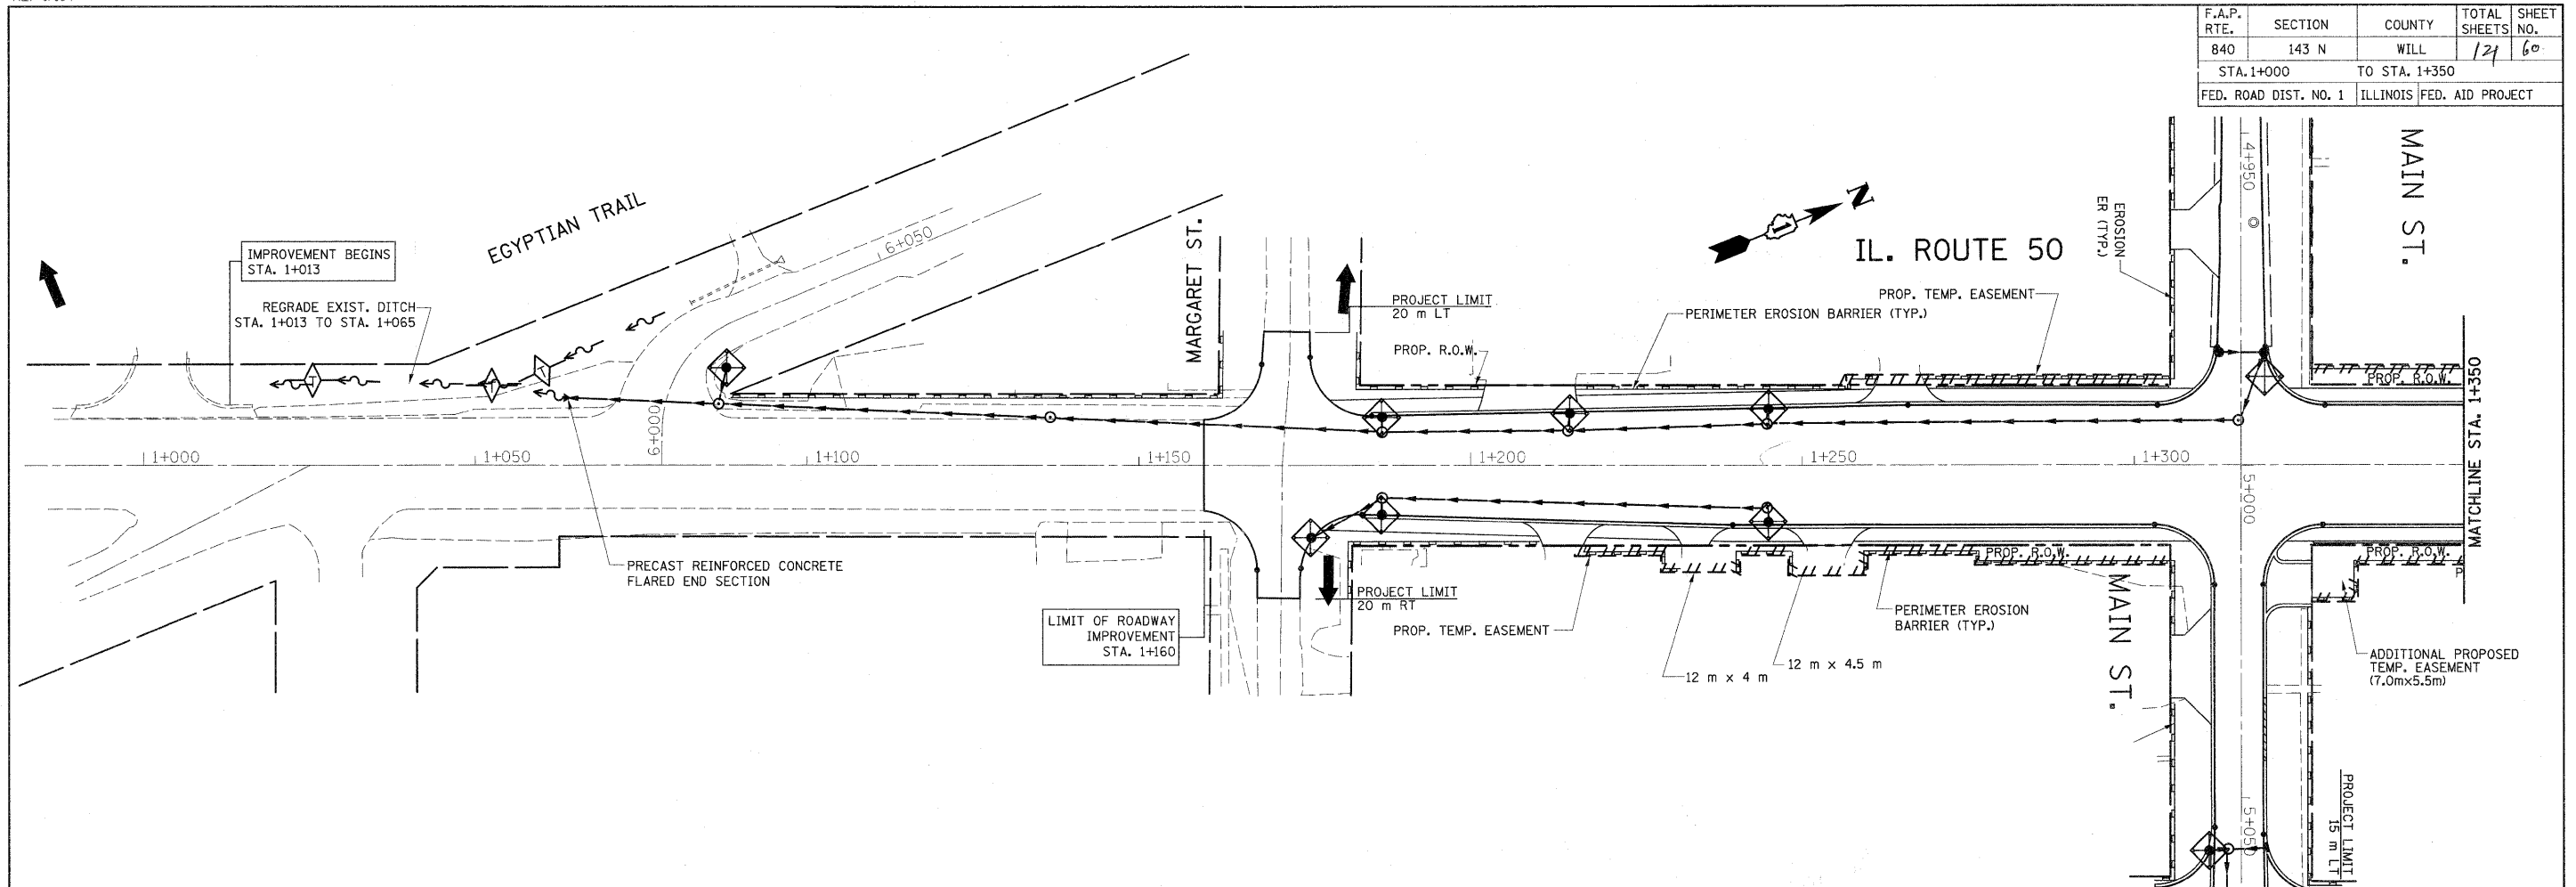 F.A.P. RTE. SECTION COUNTY TOTAL SHEETS SHEET NO.
840 143 N WILL 121 60
STA. 1+000 TO STA. 1+350
FED. ROAD DIST. NO. 1 ILLINOIS FED. AID PROJECT
MAIN ST.
4+950
EROSION
ER (TYP.)
N
1
IL. ROUTE 50
EGYPTIAN TRAIL
6+050
MARGARET ST.
IMPROVEMENT BEGINS
STA. 1+013
REGRADE EXIST. DITCH
STA. 1+013 TO STA. 1+065
PROJECT LIMIT
20 m LT
PROP. TEMP. EASEMENT
PERIMETER EROSION BARRIER (TYP.)
PROP. R.O.W.
PROP. R.O.W.
T
T
T
6+000
MATCHLINE STA. 1+350
1+000
1+050
1+100
1+150
1+200
1+250
1+300
5+000
PROP. R.O.W.
PROP. R.O.W.
P
PRECAST REINFORCED CONCRETE
FLARED END SECTION
PROJECT LIMIT
20 m RT
LIMIT OF ROADWAY
IMPROVEMENT
STA. 1+160
PROP. TEMP. EASEMENT
PERIMETER EROSION
BARRIER (TYP.)
12 m x 4 m
12 m x 4.5 m
MAIN ST.
ADDITIONAL PROPOSED
TEMP. EASEMENT
(7.0mx5.5m)
5+050
PROJECT LIMIT
15 m LT